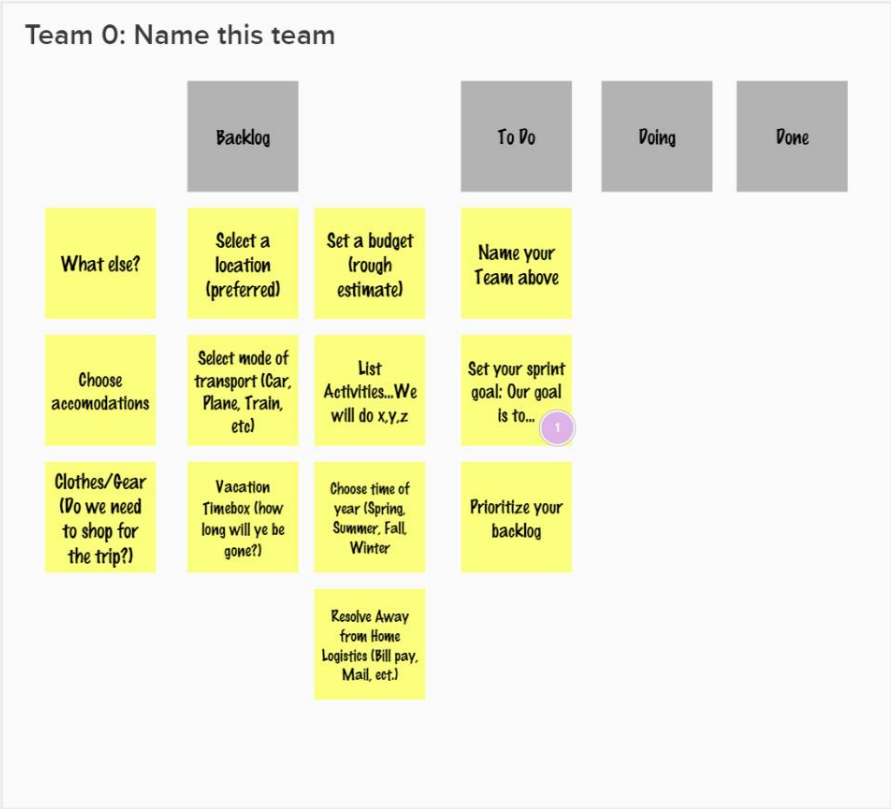 Team 0: Name this team
Backlog
To Do
Doing
Done
What else?
Select a
location
(preferred)
Set a budget
(rough
estimate)
Name your
Team above
Choose
accomodations
Select mode of
transport (Car,
Plane, Train,
etc)
List
Activities...We
will do x,y,z
Set your sprint
goal: Our goal
is to...
1
Clothes/Gear
(Do we need
to shop for
the trip?)
Vacation
Timebox (how
long will ye be
gone?)
Choose time of
year (Spring,
Summer, Fall,
Winter
Prioritize your
backlog
Resolve Away
from Home
Logistics (Bill pay,
Mail, ect.)